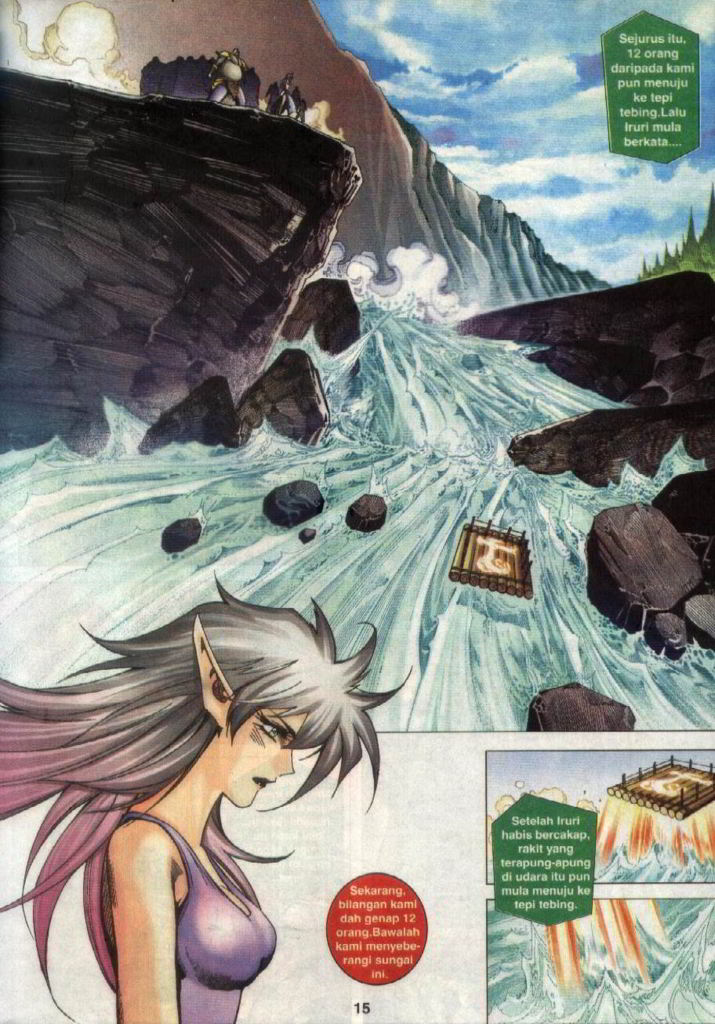 Sejurus itu,
12 orang
daripada kami
pun menuju
ke tepi
tebing.Lalu
Iruri mula
berkata....
Sekarang,
bilangan kami
dah genap 12
orang.Bawalah
kami menyebe-
rangi sungai
ini.
Setelah Iruri
habis bercakap,
rakit yang
terapung-apung
di udara itu pun
mula menuju ke
tepi tebing.
15